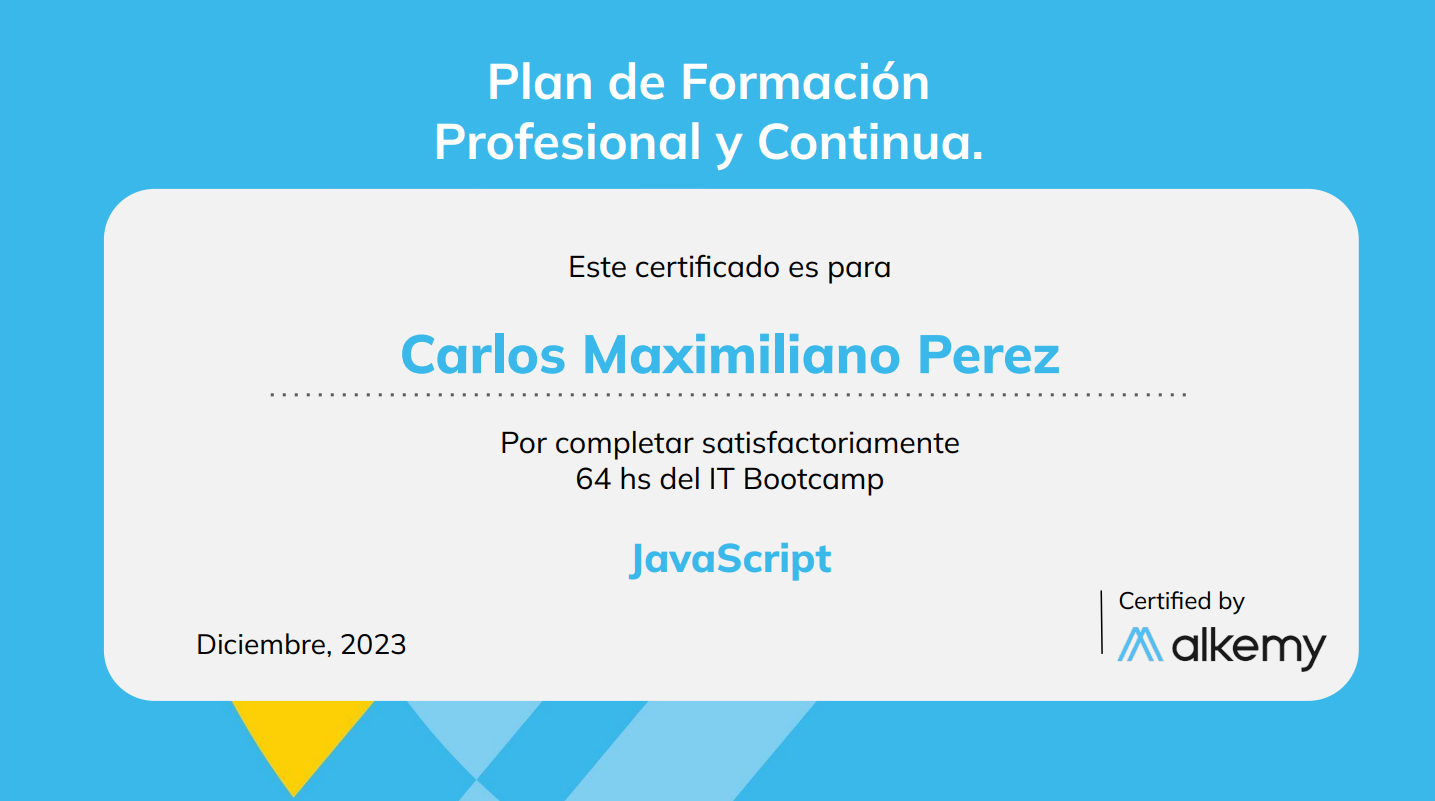 Plan de Formación
Profesional y Continua.
Este certificado es para
Carlos Maximiliano Perez
Por completar satisfactoriamente
64 hs del IT Bootcamp
JavaScript
Diciembre, 2023
Certified by
alkemy